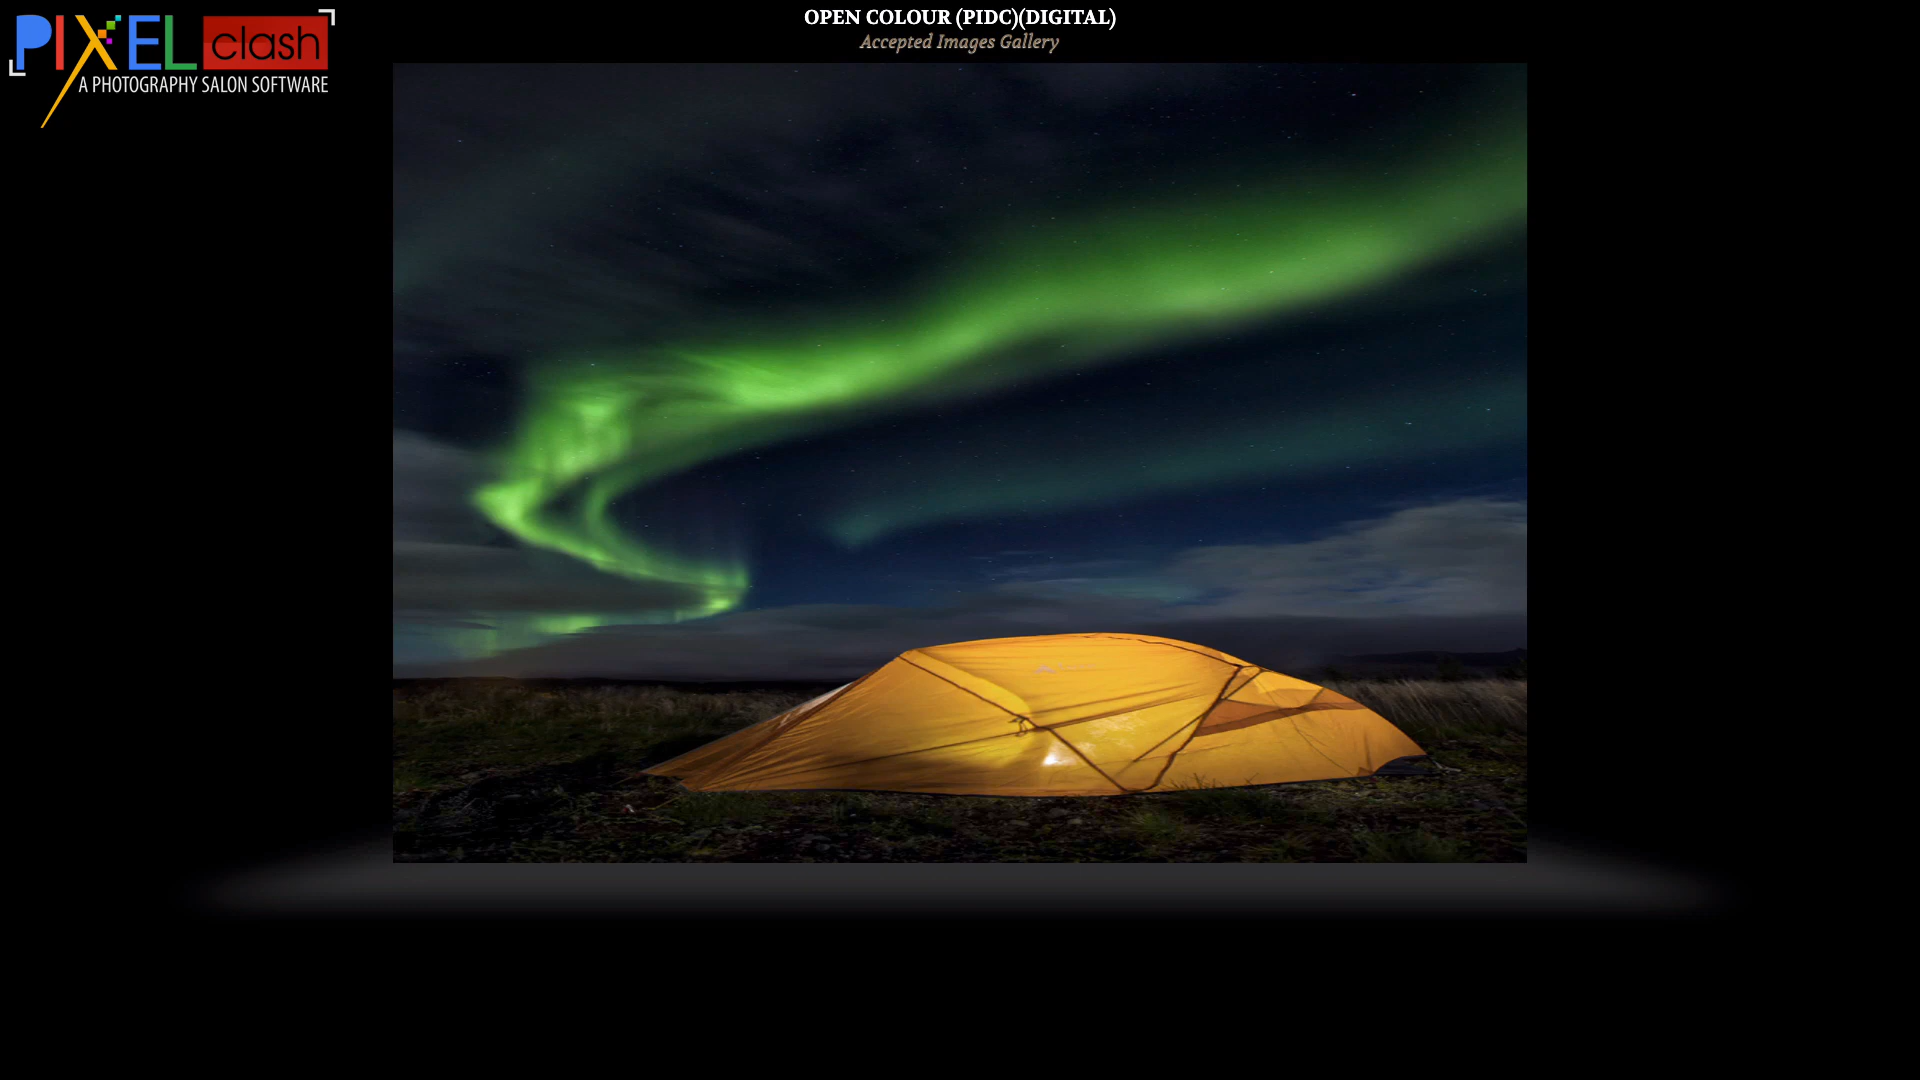 PIXEL clash
A PHOTOGRAPHY SALON SOFTWARE
OPEN COLOUR (PIDC)(DIGITAL)
Accepted Images Gallery